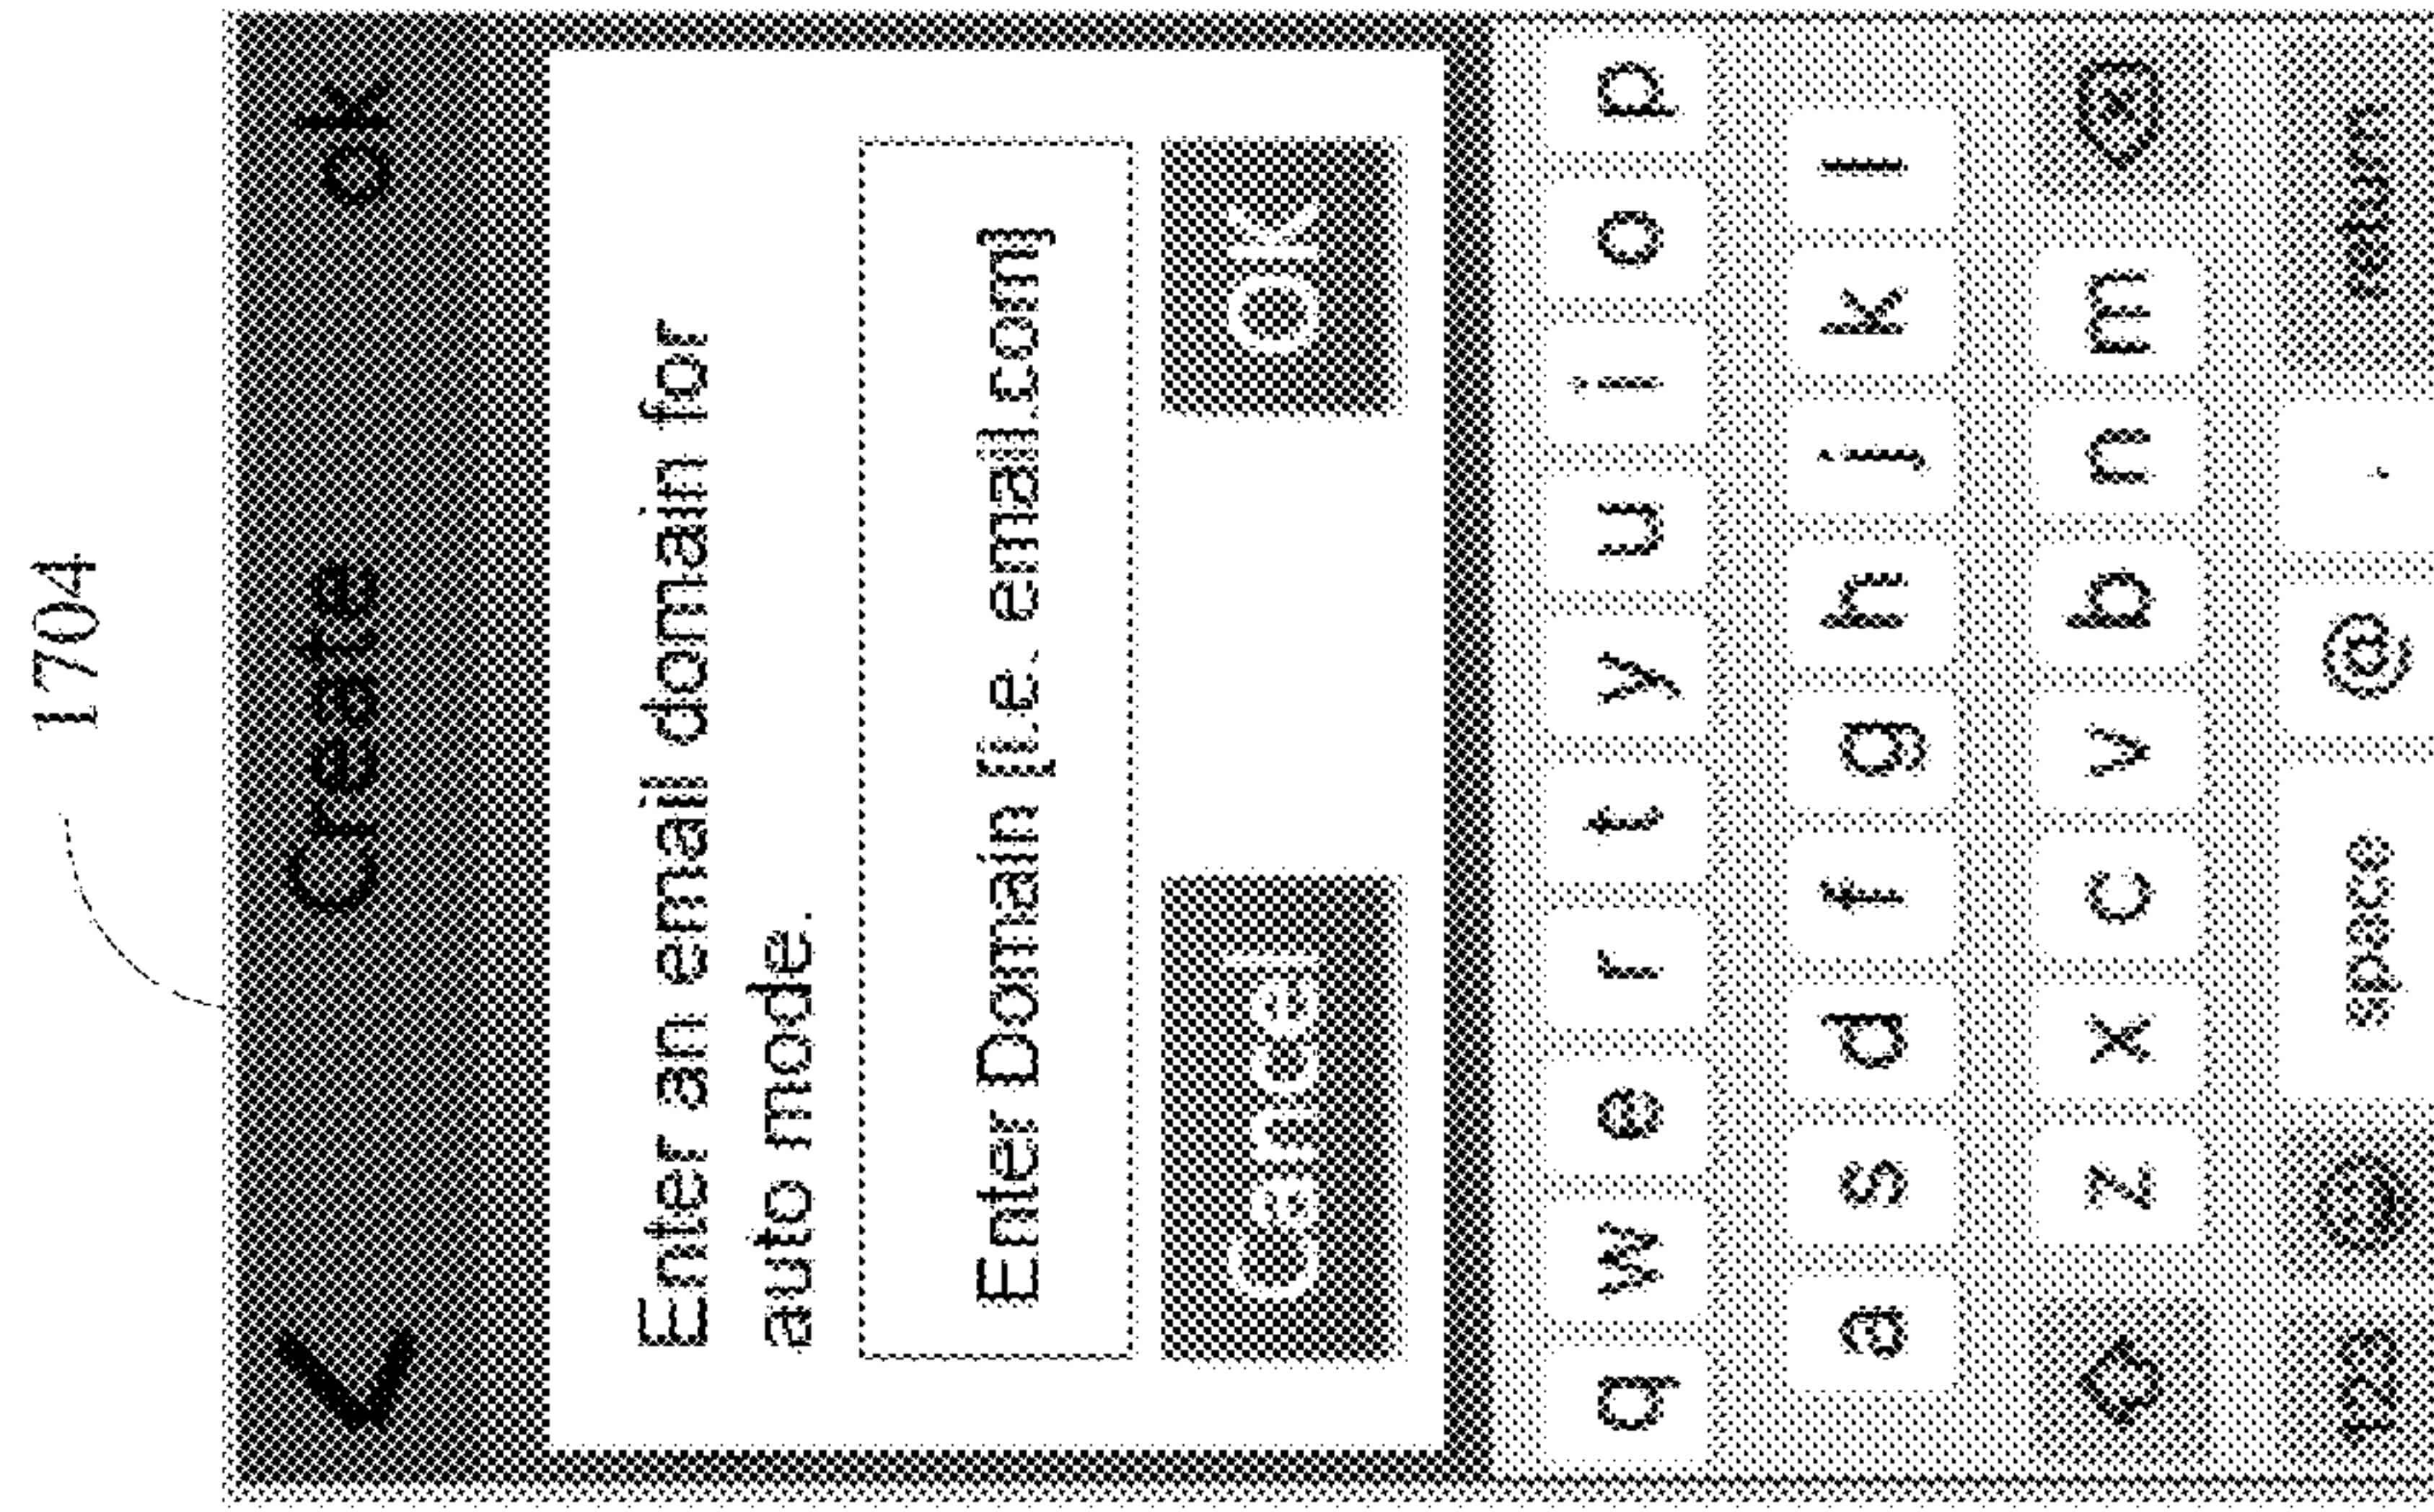 1704
Create ok
Enter an email domain for
auto mode.
Enter Domain [i.e. email.com]
Cancel Ok
q w e r t y u i o p
a s d f g h j k l
z x c v b n m
123 space @ . return